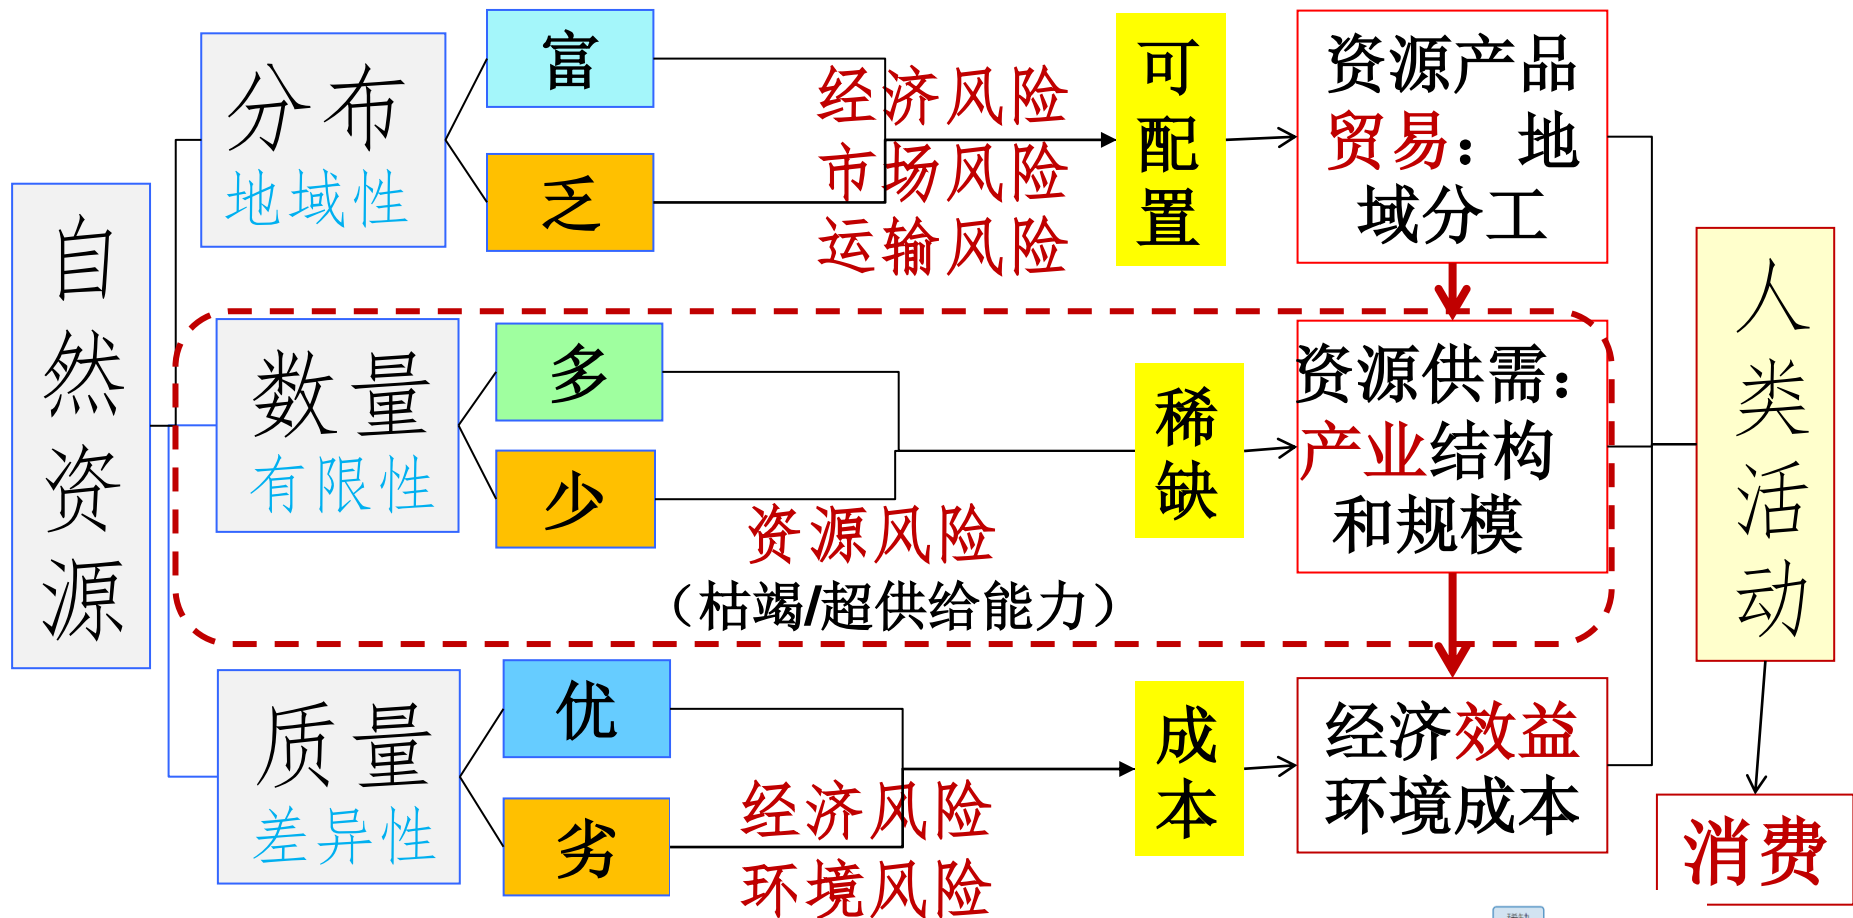 自然资源
分布
地域性
富
乏
经济风险
市场风险
运输风险
可配置
资源产品
贸易：地
域分工
数量
有限性
多
少
资源风险
（枯竭/超供给能力）
稀缺
资源供需：
产业结构
和规模
质量
差异性
优
劣
经济风险
环境风险
成本
经济效益
环境成本
人类活动
消费